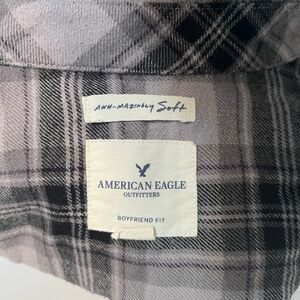 AHH-MAZINGLY Soft
AMERICAN EAGLE
OUTFITTERS
BOYFRIEND FIT